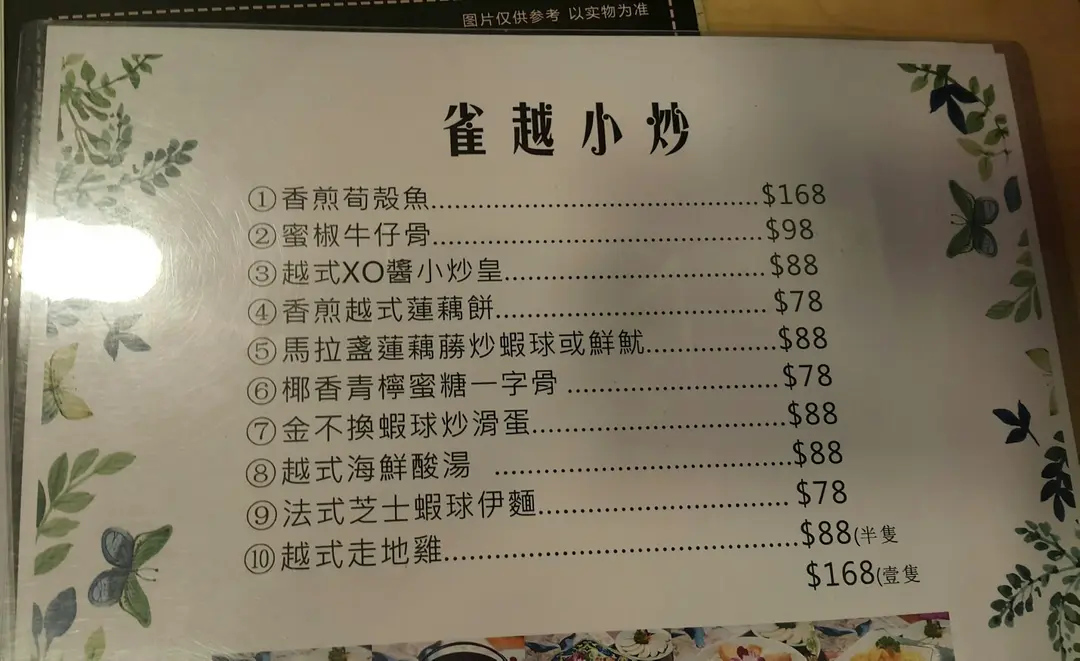 图片仅供参考 以实物为准
雀越小炒
①香煎荀殼魚....................................$168
②蜜椒牛仔骨....................................$98
③越式XO醬小炒皇............................$88
④香煎越式蓮藕餅..............................$78
⑤馬拉盞蓮藕蕂炒蝦球或鮮魷..............$88
⑥椰香青檸蜜糖一字骨 .......................$78
⑦金不換蝦球炒滑蛋............................$88
⑧越式海鮮酸湯 .................................$88
⑨法式芝士蝦球伊麵............................$78
⑩越式走地雞.......................................$88(半隻
$168(壹隻